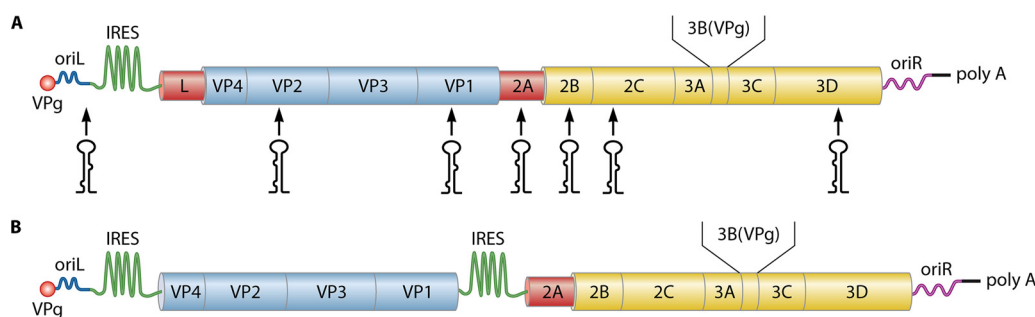 A
IRES
3B(VPg)
oriL
oriR
poly A
VPg
L
VP4
VP2
VP3
VP1
2A
2B
2C
3A
3C
3D
B
IRES
IRES
3B(VPg)
oriL
oriR
poly A
VPg
VP4
VP2
VP3
VP1
2A
2B
2C
3A
3C
3D